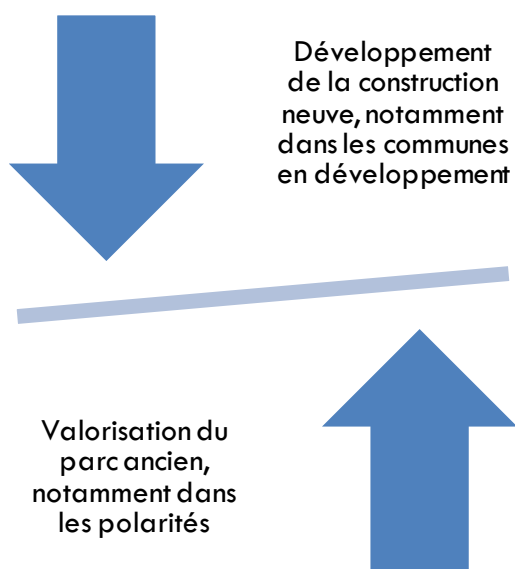 Développement
de la construction
neuve, notamment
dans les communes
en développement
Valorisation du
parc ancien,
notamment dans
les polarités